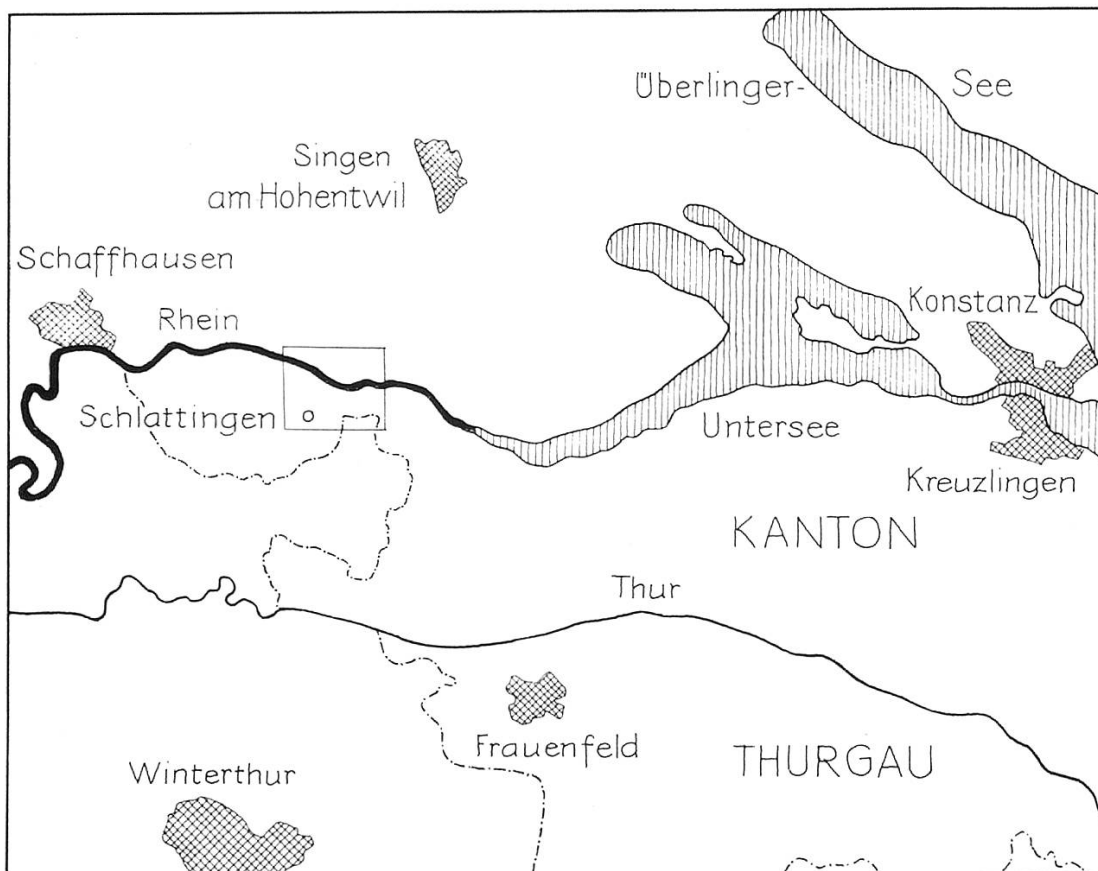 Überlinger-
See
Singen
am Hohentwil
Schaffhausen
Rhein
Konstanz
Schlattingen
Untersee
Kreuzlingen
KANTON
Thur
Frauenfeld
THURGAU
Winterthur